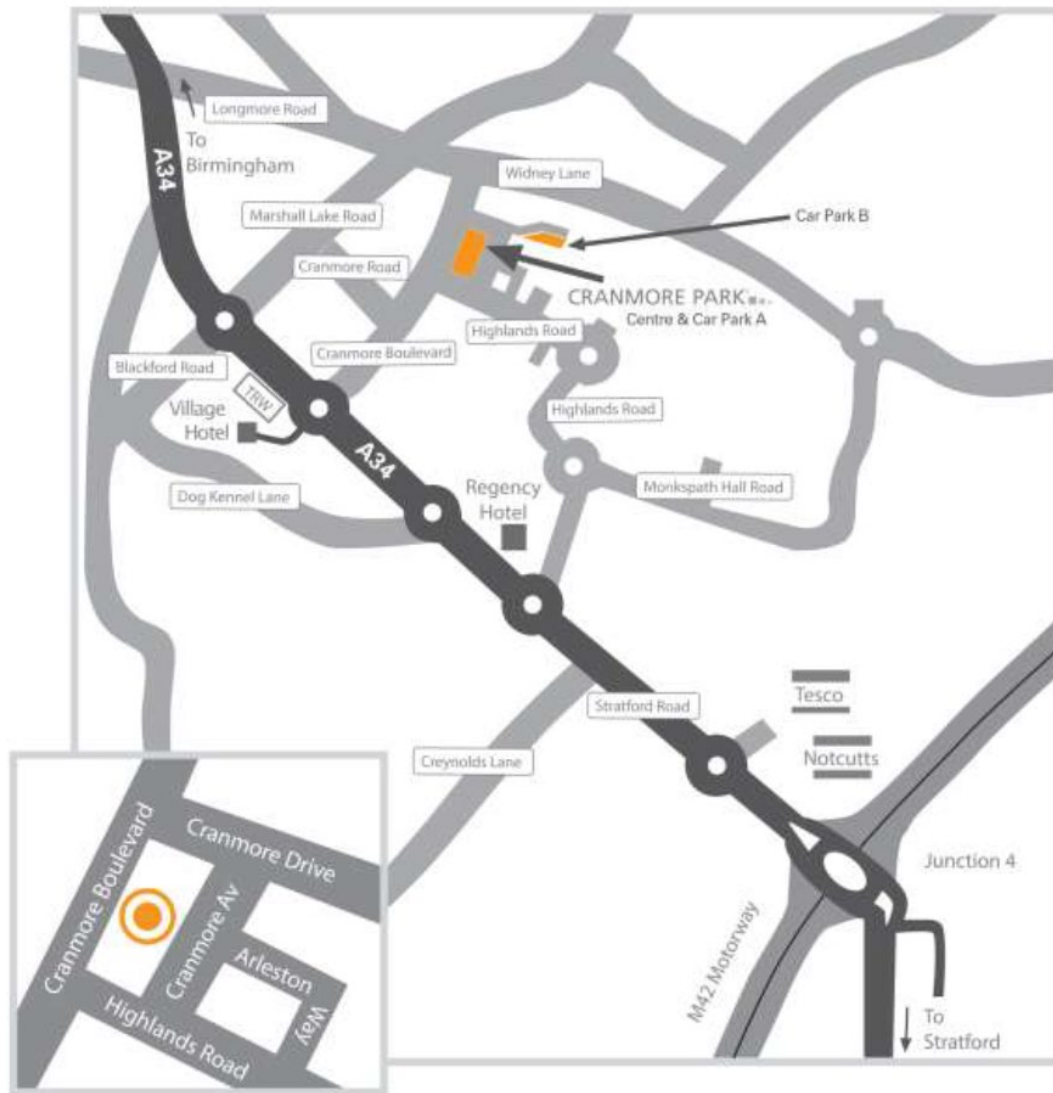 Longmore Road
To
Birmingham
A34
Widney Lane
Marshall Lake Road
Car Park B
Cranmore Road
CRANMORE PARK
Centre & Car Park A
Highlands Road
Cranmore Boulevard
Blackford Road
TRW
Village
Hotel
Highlands Road
A34
Regency
Hotel
Monkspath Hall Road
Dog Kennel Lane
Stratford Road
Tesco
Creynolds Lane
Notcutts
Junction 4
M42 Motorway
To
Stratford
Cranmore Boulevard
Cranmore Drive
Cranmore Av
Arleston
Way
Highlands Road